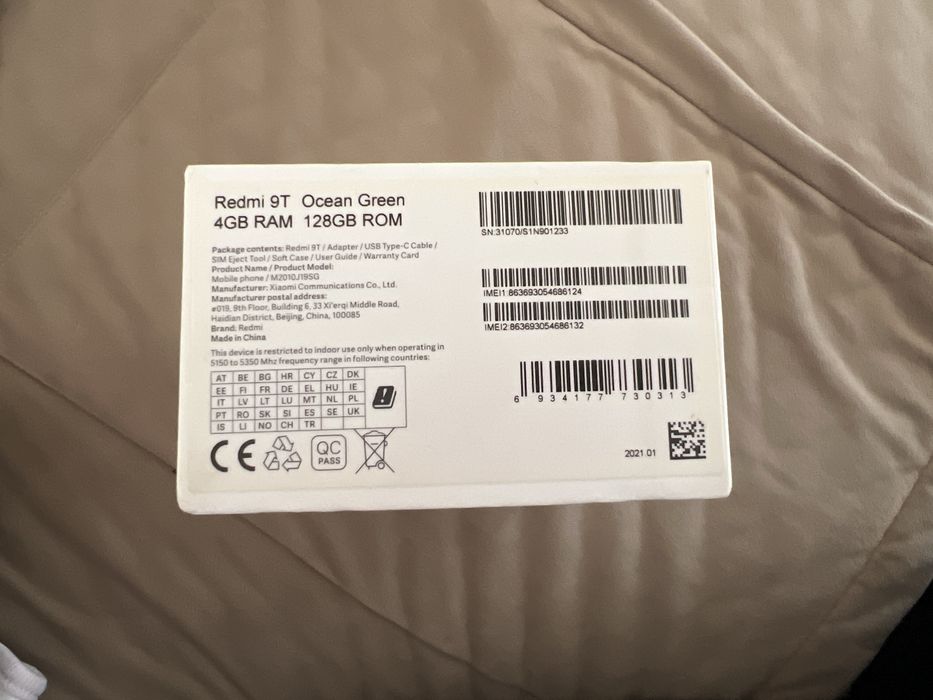 Redmi 9T Ocean Green
4GB RAM 128GB ROM
Package contents: Redmi 9T / Adapter / USB Type-C Cable /
SIM Eject Tool / Soft Case / User Guide / Warranty Card
Product Name / Product Model:
Mobile phone / M2010J19SG
Manufacturer: Xiaomi Communications Co., Ltd.
Manufacturer postal address:
#019, 9th Floor, Building 6, 33 Xi'erqi Middle Road,
Haidian District, Beijing, China, 100085
Brand: Redmi
Made in China
This device is restricted to indoor use only when operating in
5150 to 5350 Mhz frequency range in following countries:
AT BE BG HR CY CZ DK
EE FI FR DE EL HU IE
IT LV LT LU MT NL PL
PT RO SK SI ES SE UK
IS LI NO CH TR
CE
QC
PASS
SN:31070/S1N901233
IMEI1:863693054686124
IMEI2:863693054686132
6 934177 730313
2021.01